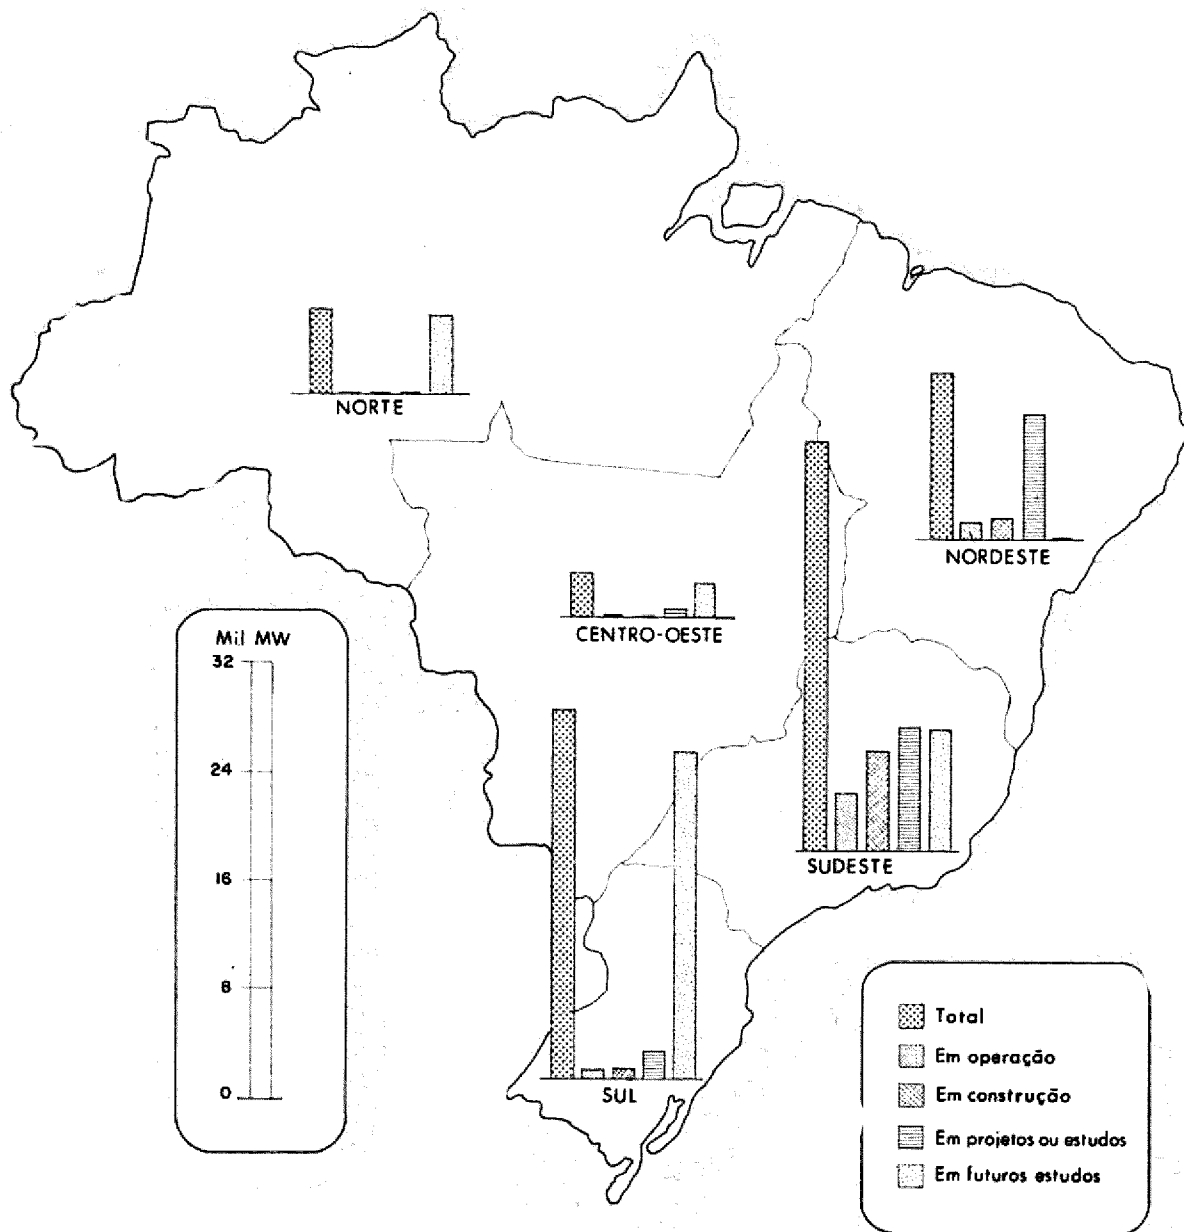 NORTE
NORDESTE
CENTRO-OESTE
Mil MW
32
24
16
8
0
SUDESTE
SUL
Total
Em operação
Em construção
Em projetos ou estudos
Em futuros estudos